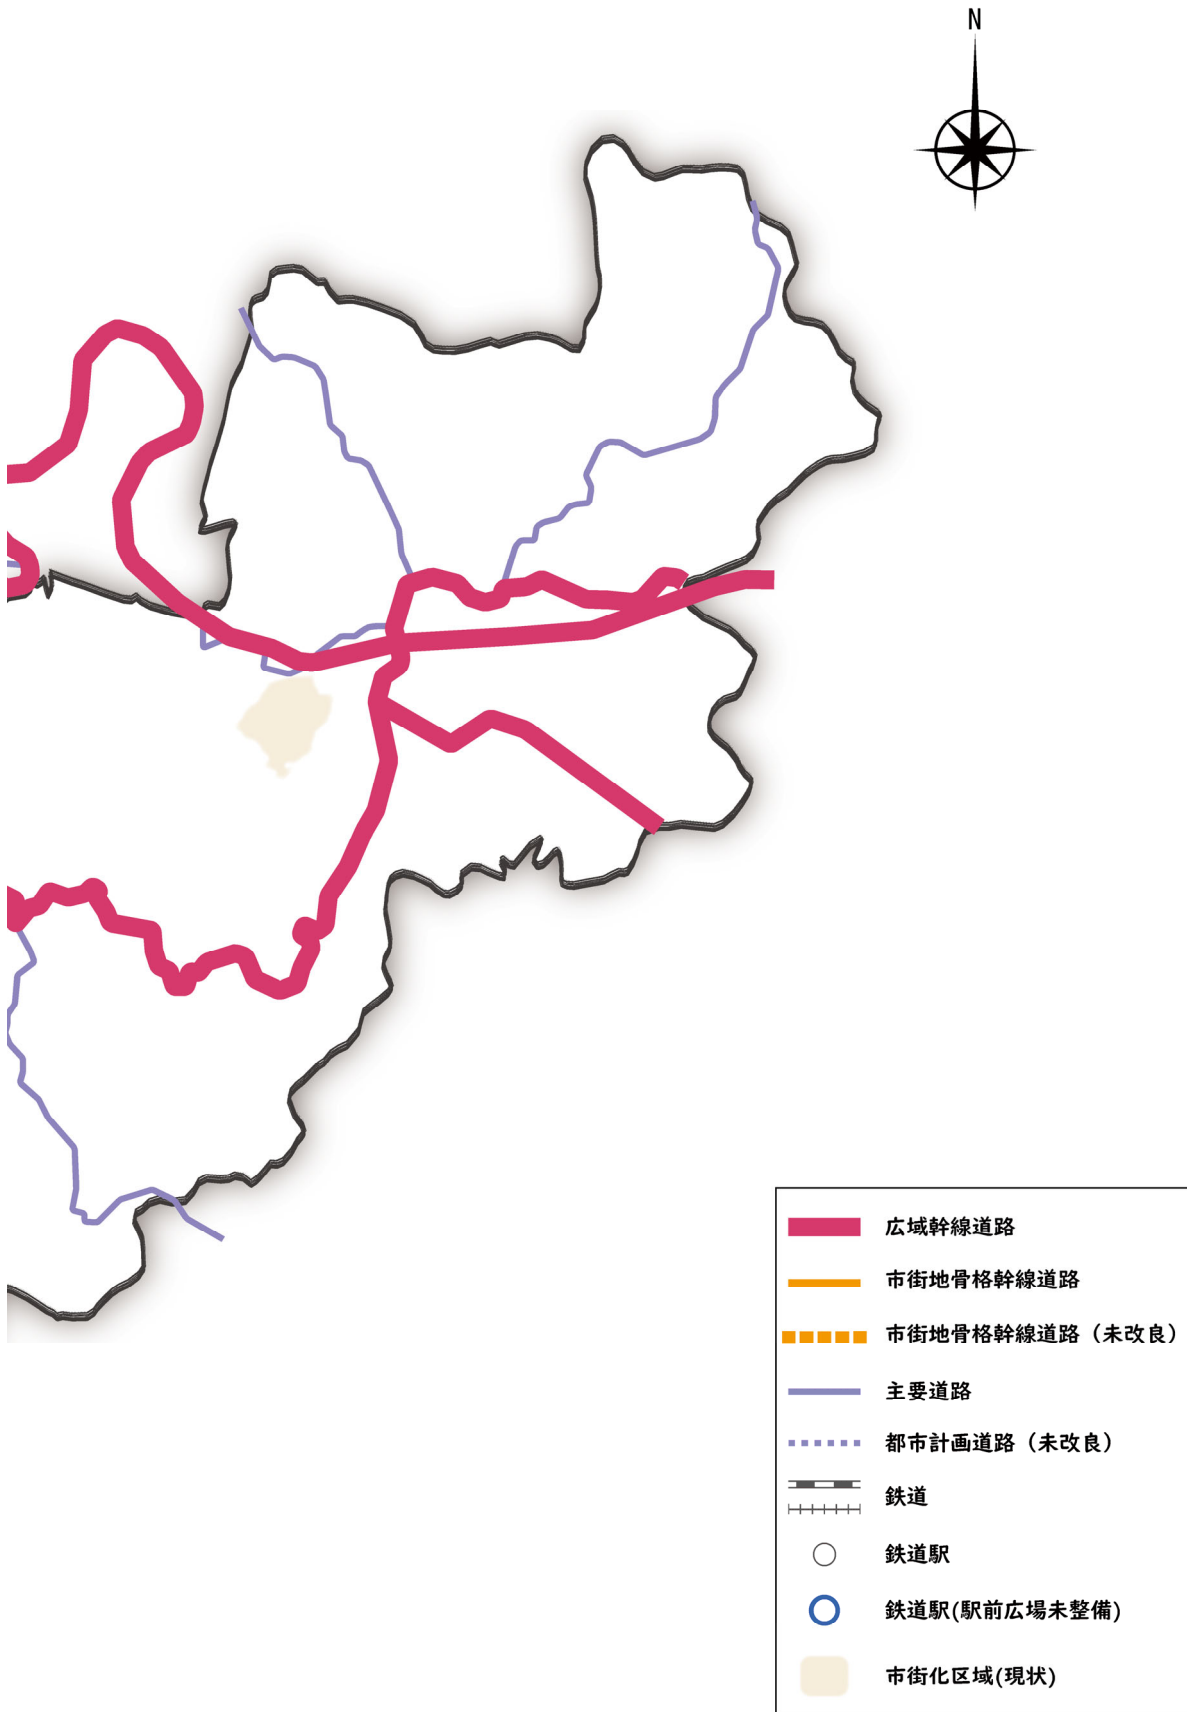 N
広域幹線道路
市街地骨格幹線道路
市街地骨格幹線道路（未改良）
主要道路
都市計画道路（未改良）
鉄道
鉄道駅
鉄道駅(駅前広場未整備)
市街化区域(現状)